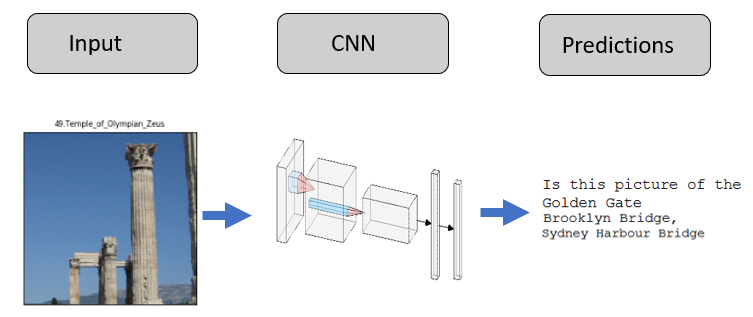 Input
CNN
Predictions
49.Temple_of_Olympian_Zeus
Is this picture of the
Golden Gate
Brooklyn Bridge,
Sydney Harbour Bridge